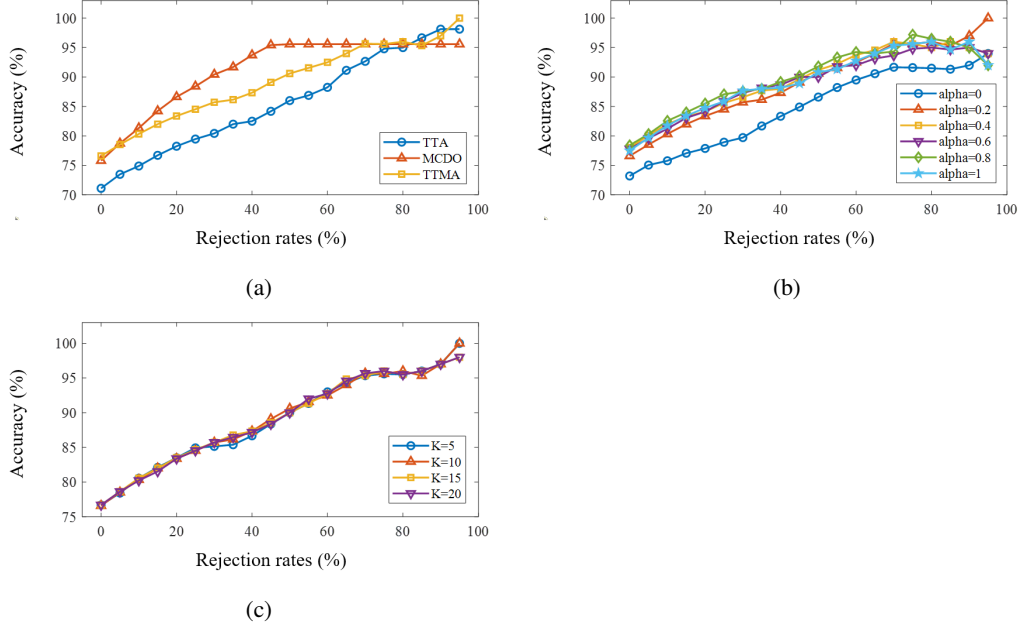 100
95
90
85
80
75
70
0
20
40
60
80
100
Accuracy (%)
Rejection rates (%)
TTA
MCDO
TTMA
(a)
100
95
90
85
80
75
70
0
20
40
60
80
100
Accuracy (%)
Rejection rates (%)
alpha=0
alpha=0.2
alpha=0.4
alpha=0.6
alpha=0.8
alpha=1
(b)
100
95
90
85
80
75
0
20
40
60
80
100
Accuracy (%)
Rejection rates (%)
K=5
K=10
K=15
K=20
(c)